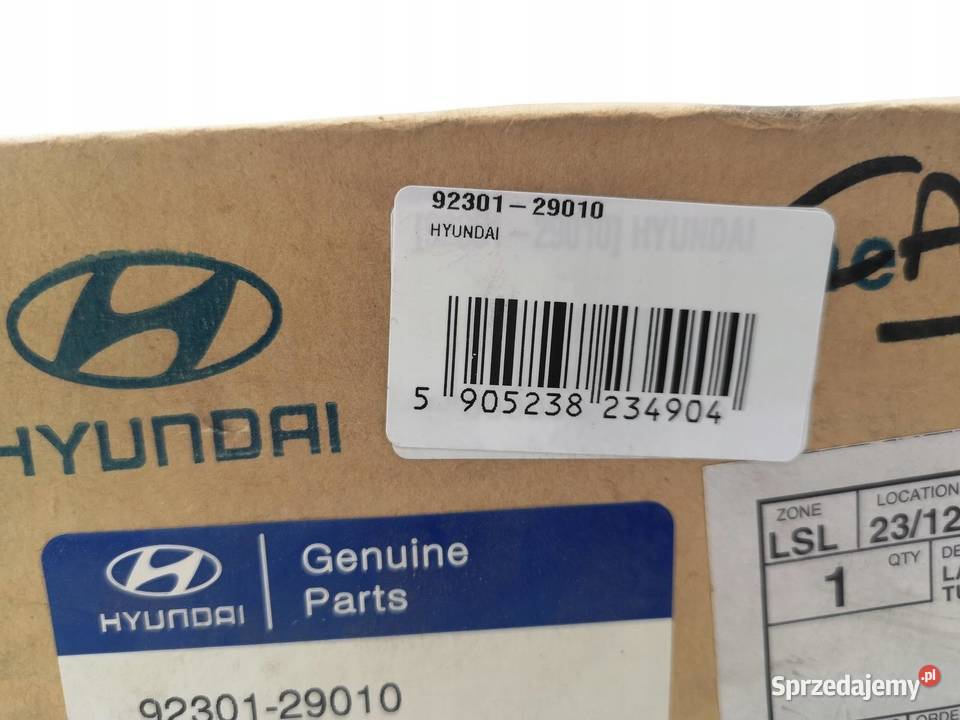 92301-29010
HYUNDAI
5 905238 234904
HYUNDAI
HYUNDAI
Genuine
Parts
92301-29010
ZONE
LSL
LOCATION
23/12
1
QTY
Sprzedajemy.pl